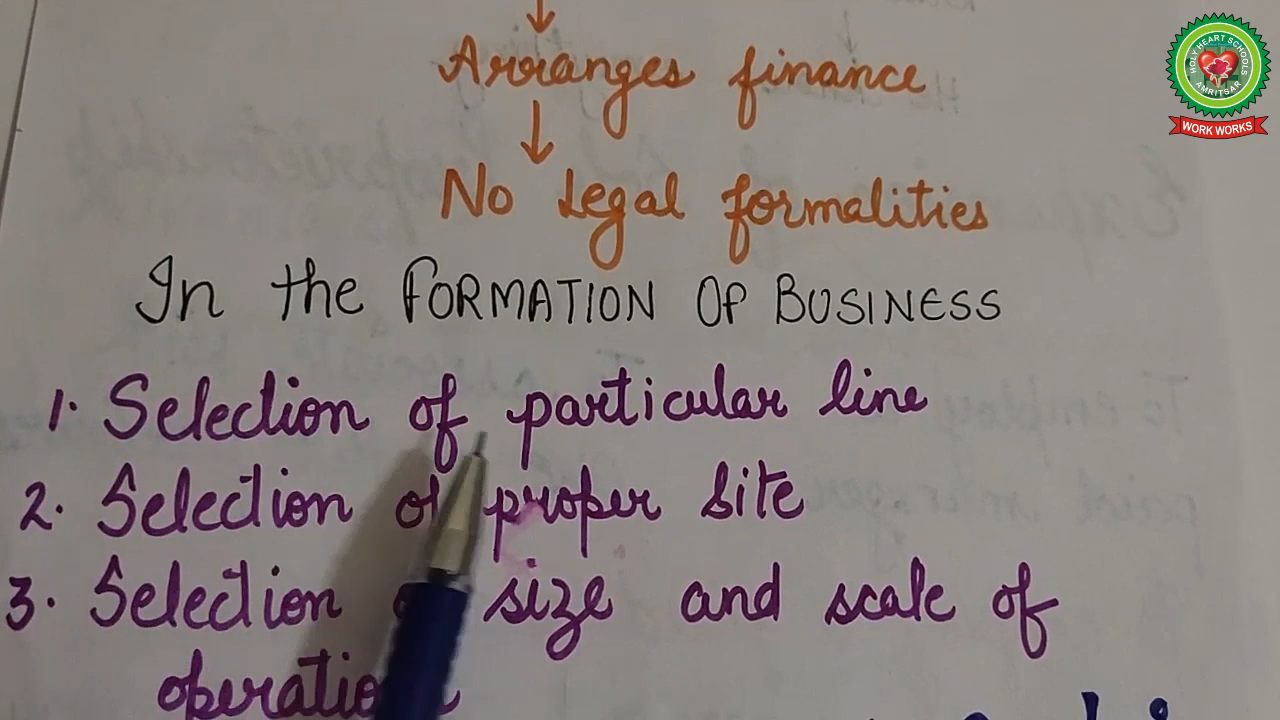 Arranges finance
No Legal formalities
In the FORMATION OF BUSINESS
1. Selection of particular line
2. Selection of proper site
3. Selection size and scale of
HOLY HEART SCHOOLS
AMRITSAR
WORK WORKS